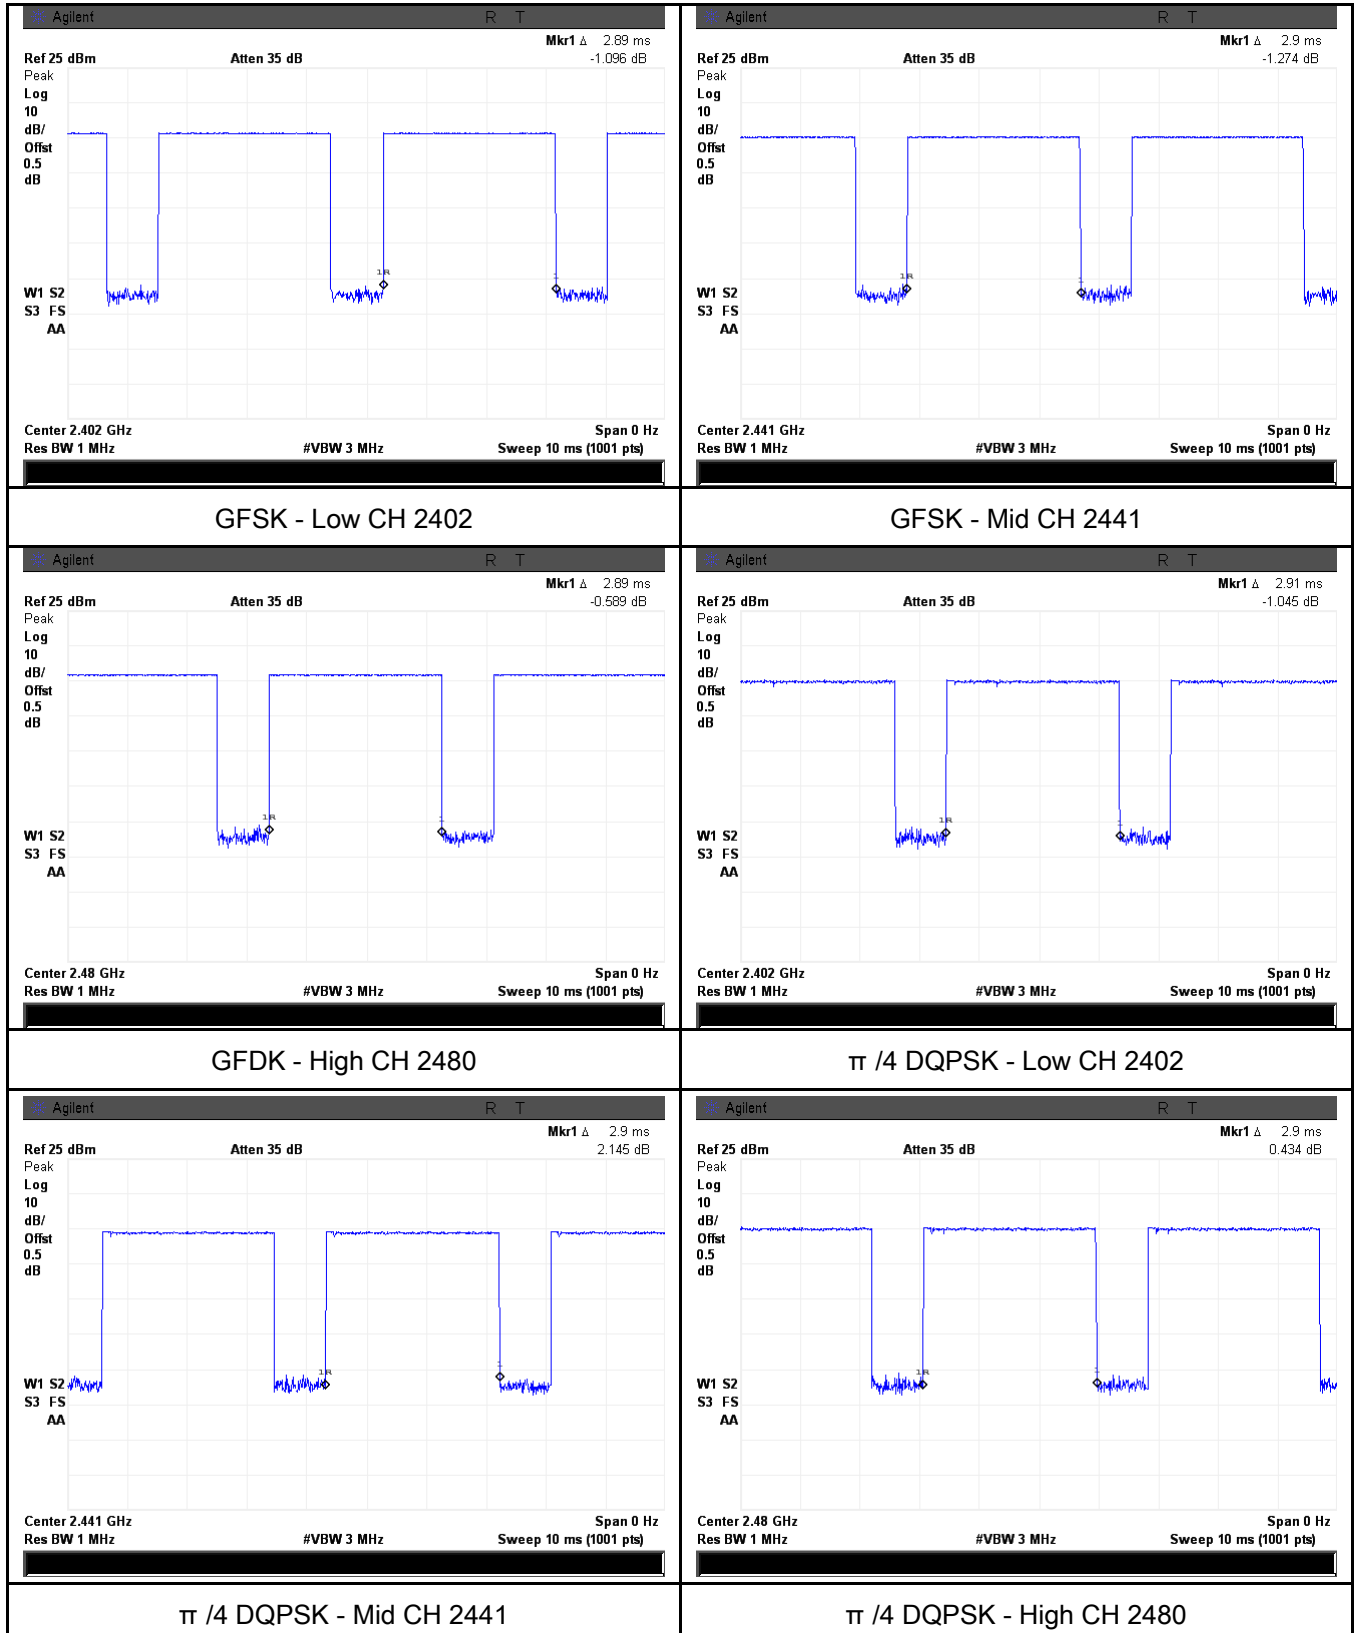 Agilent R T
Mkr1 Δ 2.89 ms
Ref 25 dBm Atten 35 dB -1.096 dB
Peak
Log
10
dB/
Offst
0.5
dB
1R
1
W1 S2
S3 FS
AA
Center 2.402 GHz Span 0 Hz
Res BW 1 MHz #VBW 3 MHz Sweep 10 ms (1001 pts)
GFSK - Low CH 2402
Agilent R T
Mkr1 Δ 2.9 ms
Ref 25 dBm Atten 35 dB -1.274 dB
Peak
Log
10
dB/
Offst
0.5
dB
1R
1
W1 S2
S3 FS
AA
Center 2.441 GHz Span 0 Hz
Res BW 1 MHz #VBW 3 MHz Sweep 10 ms (1001 pts)
GFSK - Mid CH 2441
Agilent R T
Mkr1 Δ 2.89 ms
Ref 25 dBm Atten 35 dB -0.589 dB
Peak
Log
10
dB/
Offst
0.5
dB
1R
1
W1 S2
S3 FS
AA
Center 2.48 GHz Span 0 Hz
Res BW 1 MHz #VBW 3 MHz Sweep 10 ms (1001 pts)
GFDK - High CH 2480
Agilent R T
Mkr1 Δ 2.91 ms
Ref 25 dBm Atten 35 dB -1.045 dB
Peak
Log
10
dB/
Offst
0.5
dB
1R
1
W1 S2
S3 FS
AA
Center 2.402 GHz Span 0 Hz
Res BW 1 MHz #VBW 3 MHz Sweep 10 ms (1001 pts)
π /4 DQPSK - Low CH 2402
Agilent R T
Mkr1 Δ 2.9 ms
Ref 25 dBm Atten 35 dB 2.145 dB
Peak
Log
10
dB/
Offst
0.5
dB
1R
1
W1 S2
S3 FS
AA
Center 2.441 GHz Span 0 Hz
Res BW 1 MHz #VBW 3 MHz Sweep 10 ms (1001 pts)
π /4 DQPSK - Mid CH 2441
Agilent R T
Mkr1 Δ 2.9 ms
Ref 25 dBm Atten 35 dB 0.434 dB
Peak
Log
10
dB/
Offst
0.5
dB
1R
1
W1 S2
S3 FS
AA
Center 2.48 GHz Span 0 Hz
Res BW 1 MHz #VBW 3 MHz Sweep 10 ms (1001 pts)
π /4 DQPSK - High CH 2480